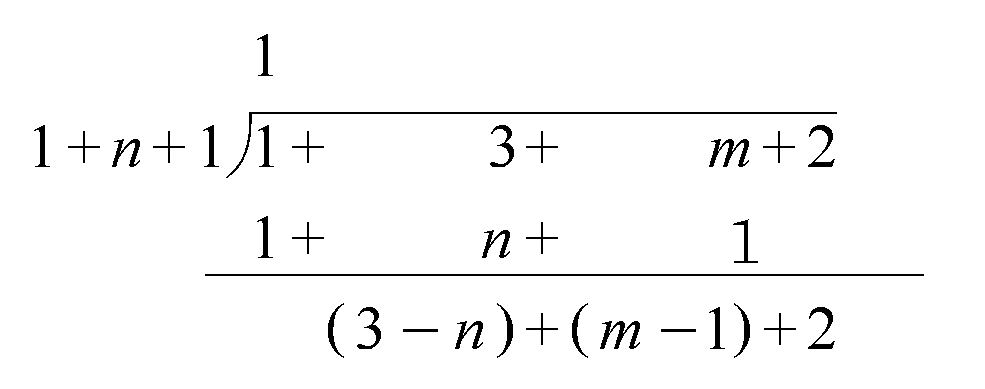 1
1+n+1)1+ 3+ m+2
1+ n+ 1
(3−n)+(m−1)+2